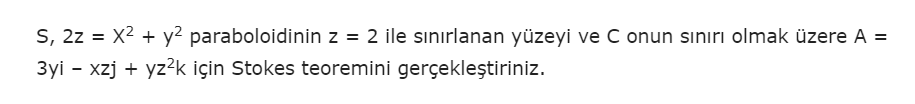 S, 2z = X² + y² paraboloidinin z = 2 ile sınırlanan yüzeyi ve C onun sınırı olmak üzere A =
3yi – xzj + yz²k için Stokes teoremini gerçekleştiriniz.